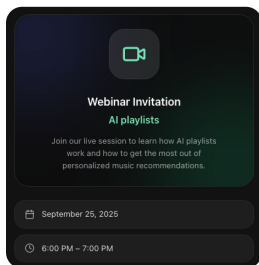 Webinar Invitation
AI playlists
Join our live session to learn how AI playlists
work and how to get the most out of
personalized music recommendations.
September 25, 2025
6:00 PM – 7:00 PM